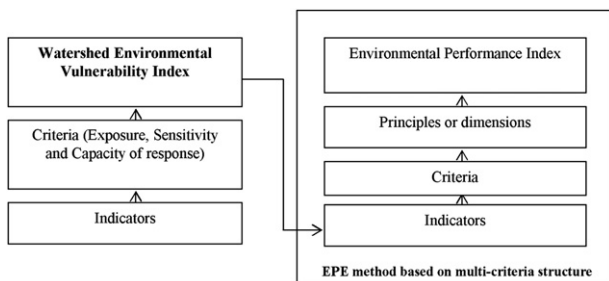 Watershed Environmental
Vulnerability Index
Criteria (Exposure, Sensitivity
and Capacity of response)
Indicators
Environmental Performance Index
Principles or dimensions
Criteria
Indicators
EPE method based on multi-criteria structure